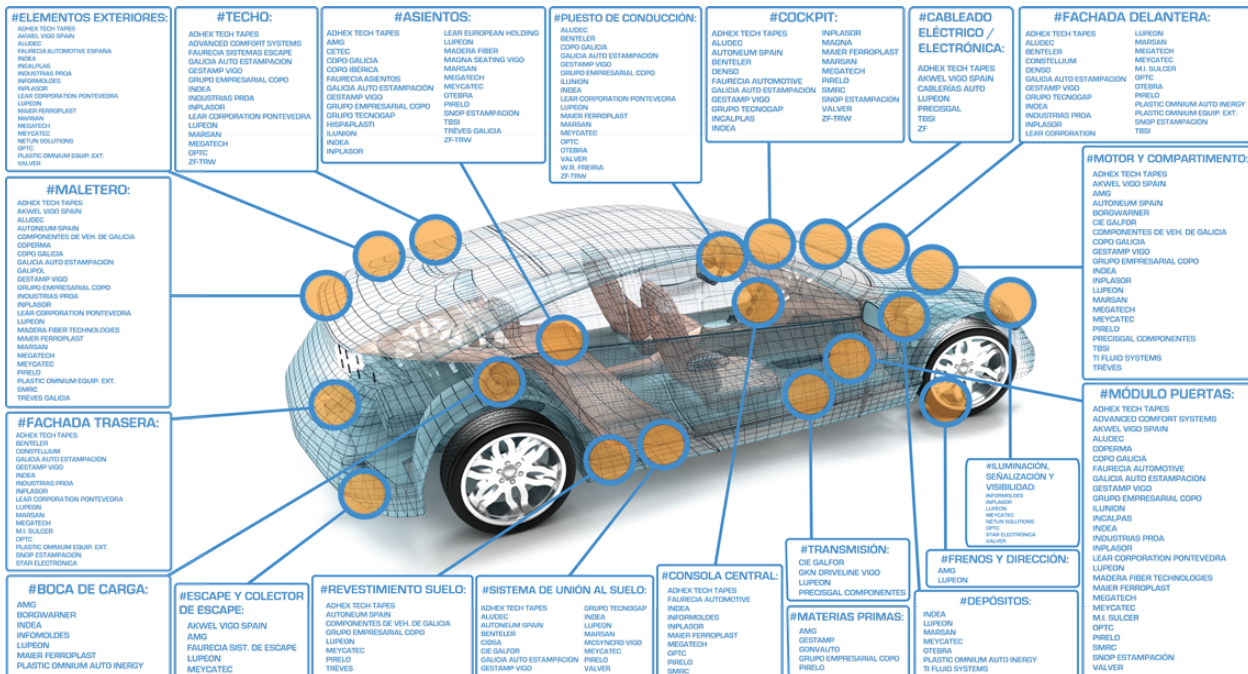 #ELEMENTOS EXTERIORES:
ADHEX TECH TAPES
AKWEL VIGO SPAIN
ALUDEC
FAURECIA AUTOMOTIVE ESPAÑA
INDEA
INCALPLAS
INDUSTRIAS PROA
INFORMOLDES
INPLASOR
LEAR CORPORATION PONTEVEDRA
LUPEON
MAIER FERROPLAST
MARSAN
MEGATECH
MEYCATEC
NETUN SOLUTIONS
OPTC
PLASTIC OMNIUM EQUIP. EXT.
VALVER
#TECHO:
ADHEX TECH TAPES
ADVANCED COMFORT SYSTEMS
FAURECIA SISTEMAS ESCAPE
GALICIA AUTO ESTAMPACIÓN
GESTAMP VIGO
GRUPO EMPRESARIAL COPO
INDEA
INDUSTRIAS PROA
INPLASOR
LEAR CORPORATION PONTEVEDRA
LUPEON
MARSAN
MEGATECH
OPTC
ZF-TRW
#ASIENTOS:
ADHEX TECH TAPES
AMG
CETEC
COPO GALICIA
COPO IBÉRICA
FAURECIA ASIENTOS
GALICIA AUTO ESTAMPACIÓN
GESTAMP VIGO
GRUPO EMPRESARIAL COPO
GRUPO TECNOGAP
HISPAPLASTI
ILUNION
INDEA
INPLASOR
LEAR EUROPEAN HOLDING
LUPEON
MADERA FIBER
MAGNA SEATING VIGO
MARSAN
MEGATECH
MEYCATEC
OTEBRA
PIRELO
SNOP ESTAMPACIÓN
TBSI
TRÈVES GALICIA
ZF-TRW
#PUESTO DE CONDUCCIÓN:
ALUDEC
BENTELER
COPO GALICIA
GALICIA AUTO ESTAMPACIÓN
GESTAMP VIGO
GRUPO EMPRESARIAL COPO
ILUNION
INDEA
LEAR CORPORATION PONTEVEDRA
LUPEON
MAIER FERROPLAST
MARSAN
MEYCATEC
OPTC
OTEBRA
VALVER
W.R. FREIRIA
ZF-TRW
#COCKPIT:
ADHEX TECH TAPES
ALUDEC
AUTONEUM SPAIN
BENTELER
DENSO
FAURECIA AUTOMOTIVE
GALICIA AUTO ESTAMPACIÓN
GESTAMP VIGO
GRUPO TECNOGAP
INCALPLAS
INDEA
INPLASOR
MAGNA
MAIER FERROPLAST
MARSAN
MEGATECH
PIRELO
SMRC
SNOP ESTAMPACIÓN
VALVER
ZF-TRW
#CABLEADO
ELÉCTRICO /
ELECTRÓNICA:
ADHEX TECH TAPES
AKWEL VIGO SPAIN
CABLERÍAS AUTO
LUPEON
PRECISGAL
TBSI
ZF
#FACHADA DELANTERA:
ADHEX TECH TAPES
ALUDEC
BENTELER
CONSTELLIUM
DENSO
GALICIA AUTO ESTAMPACIÓN
GESTAMP VIGO
GRUPO TECNOGAP
INDEA
INDUSTRIAS PROA
INPLASOR
LEAR CORPORATION
LUPEON
MARSAN
MEGATECH
MEYCATEC
M.I. SULCER
OPTC
OTEBRA
PIRELO
PLASTIC OMNIUM AUTO INERGY
PLASTIC OMNIUM EQUIP. EXT.
SNOP ESTAMPACIÓN
TBSI
#MALETERO:
ADHEX TECH TAPES
AKWEL VIGO SPAIN
ALUDEC
AUTONEUM SPAIN
COMPONENTES DE VEH. DE GALICIA
COPERMA
COPO GALICIA
GALICIA AUTO ESTAMPACIÓN
GALIPOL
GESTAMP VIGO
GRUPO EMPRESARIAL COPO
INDUSTRIAS PROA
INPLASOR
LEAR CORPORATION PONTEVEDRA
LUPEON
MADERA FIBER TECHNOLOGIES
MAIER FERROPLAST
MARSAN
MEGATECH
MEYCATEC
PIRELO
PLASTIC OMNIUM EQUIP. EXT.
SMRC
TRÈVES GALICIA
#MOTOR Y COMPARTIMENTO:
ADHEX TECH TAPES
AKWEL VIGO SPAIN
AMG
AUTONEUM SPAIN
BORGWARNER
CIE GALFOR
COMPONENTES DE VEH. DE GALICIA
COPO GALICIA
GESTAMP VIGO
GRUPO EMPRESARIAL COPO
INDEA
INPLASOR
LUPEON
MARSAN
MEGATECH
MEYCATEC
PIRELO
PRECISGAL COMPONENTES
TBSI
TI FLUID SYSTEMS
TRÈVES
#FACHADA TRASERA:
ADHEX TECH TAPES
BENTELER
CONSTELLIUM
GALICIA AUTO ESTAMPACIÓN
GESTAMP VIGO
INDEA
INDUSTRIAS PROA
INPLASOR
LEAR CORPORATION PONTEVEDRA
LUPEON
MARSAN
MEGATECH
M.I. SULCER
OPTC
PLASTIC OMNIUM EQUIP. EXT.
SNOP ESTAMPACIÓN
STAR ELECTRÓNICA
#MÓDULO PUERTAS:
ADHEX TECH TAPES
ADVANCED COMFORT SYSTEMS
AKWEL VIGO SPAIN
ALUDEC
COPERMA
COPO GALICIA
FAURECIA AUTOMOTIVE
GALICIA AUTO ESTAMPACIÓN
GESTAMP VIGO
GRUPO EMPRESARIAL COPO
ILUNION
INCALPAS
INDEA
INDUSTRIAS PROA
INPLASOR
LEAR CORPORATION PONTEVEDRA
LUPEON
MADERA FIBER TECHNOLOGIES
MAIER FERROPLAST
MEGATECH
MEYCATEC
M.I. SULCER
OPTC
PIRELO
SMRC
SNOP ESTAMPACIÓN
VALVER
#ILUMINACIÓN,
SEÑALIZACIÓN Y
VISIBILIDAD:
INFORMOLDES
INPLASOR
LUPEON
MEYCATEC
NETUN SOLUTIONS
OPTC
STAR ELECTRÓNICA
VALVER
#TRANSMISIÓN:
CIE GALFOR
GKN DRIVELINE VIGO
LUPEON
PRECISGAL COMPONENTES
#FRENOS Y DIRECCIÓN:
AMG
LUPEON
#BOCA DE CARGA:
AMG
BORGWARNER
INDEA
INFOMOLDES
LUPEON
MAIER FERROPLAST
PLASTIC OMNIUM AUTO INERGY
#ESCAPE Y COLECTOR
DE ESCAPE:
AKWEL VIGO SPAIN
AMG
FAURECIA SIST. DE ESCAPE
LUPEON
MEYCATEC
#REVESTIMIENTO SUELO:
ADHEX TECH TAPES
AUTONEUM SPAIN
COMPONENTES DE VEH. DE GALICIA
GRUPO EMPRESARIAL COPO
LUPEON
MEYCATEC
PIRELO
TRÈVES
#SISTEMA DE UNIÓN AL SUELO:
ADHEX TECH TAPES
ALUDEC
AUTONEUM SPAIN
BENTELER
CIDSA
CIE GALFOR
GALICIA AUTO ESTAMPACIÓN
GESTAMP VIGO
GRUPO TECNOGAP
INDEA
LUPEON
MARSAN
MCSYNCRO VIGO
MEYCATEC
PIRELO
VALVER
#CONSOLA CENTRAL:
ADHEX TECH TAPES
FAURECIA AUTOMOTIVE
INDEA
INFORMOLDES
INPLASOR
MAIER FERROPLAST
MEGATECH
OPTC
PIRELO
SMRC
#MATERIAS PRIMAS:
AMG
GESTAMP
GONVAUTO
GRUPO EMPRESARIAL COPO
PIRELO
#DEPÓSITOS:
INDEA
LUPEON
MARSAN
MEYCATEC
OTEBRA
PLASTIC OMNIUM AUTO INERGY
TI FLUID SYSTEMS